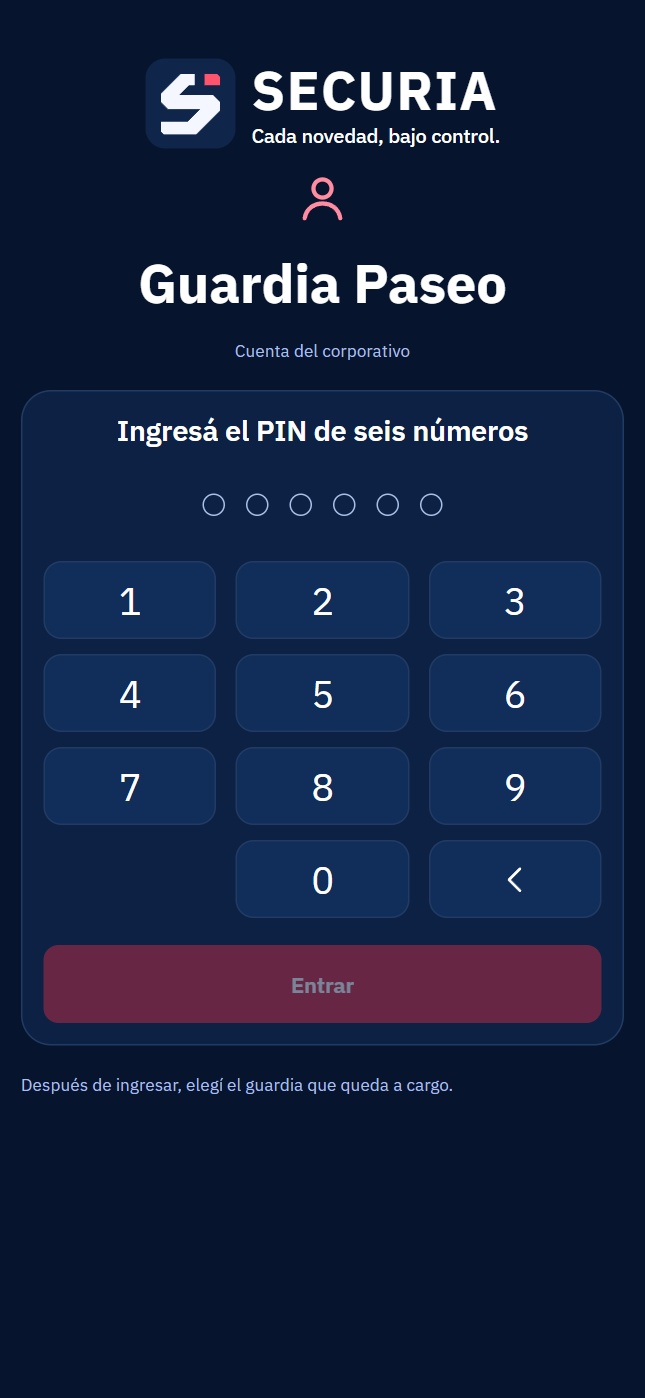 SECURIA
Cada novedad, bajo control.
Guardia Paseo
Cuenta del corporativo
Ingresá el PIN de seis números
1 2 3
4 5 6
7 8 9
0
Entrar
Después de ingresar, elegí el guardia que queda a cargo.